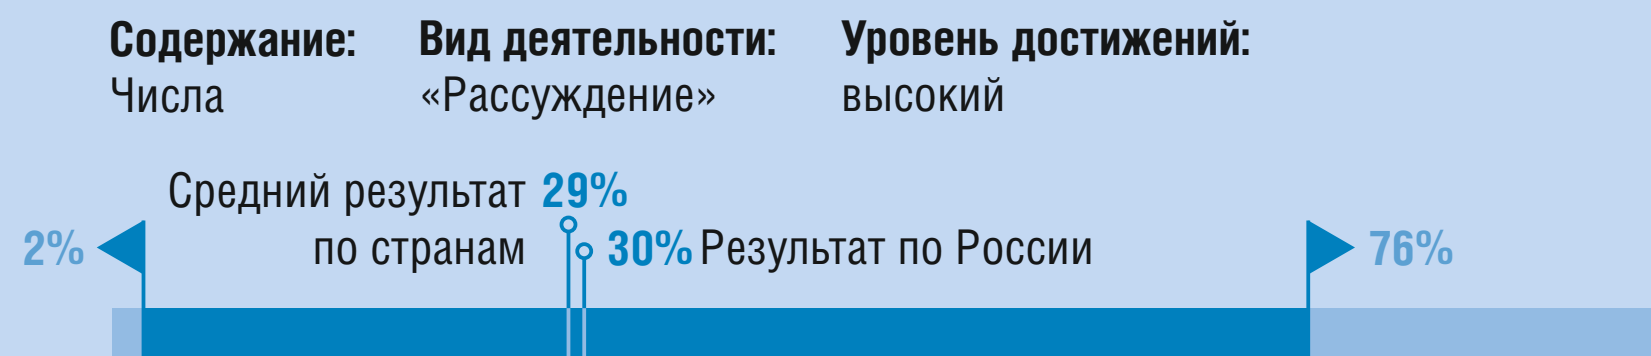 Содержание: Вид деятельности: Уровень достижений:
Числа «Рассуждение» высокий
Средний результат 29%
2% по странам 30% Результат по России 76%